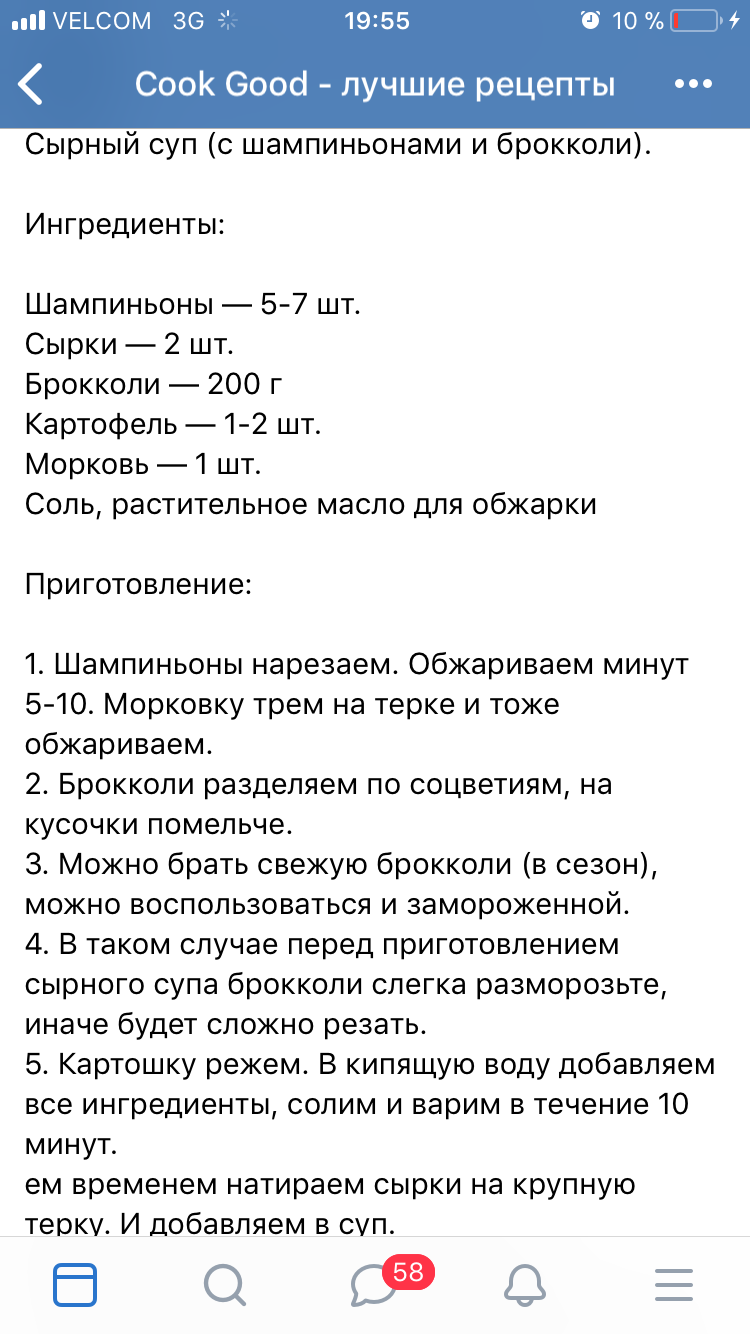 VELCOM 3G 19:55 10 %
Cook Good - лучшие рецепты
Сырный суп (с шампиньонами и брокколи).
Ингредиенты:
Шампиньоны — 5-7 шт.
Сырки — 2 шт.
Брокколи — 200 г
Картофель — 1-2 шт.
Морковь — 1 шт.
Соль, растительное масло для обжарки
Приготовление:
1. Шампиньоны нарезаем. Обжариваем минут
5-10. Морковку трем на терке и тоже
обжариваем.
2. Брокколи разделяем по соцветиям, на
кусочки помельче.
3. Можно брать свежую брокколи (в сезон),
можно воспользоваться и замороженной.
4. В таком случае перед приготовлением
сырного супа брокколи слегка разморозьте,
иначе будет сложно резать.
5. Картошку режем. В кипящую воду добавляем
все ингредиенты, солим и варим в течение 10
минут.
ем временем натираем сырки на крупную
терку. И добавляем в суп.
58